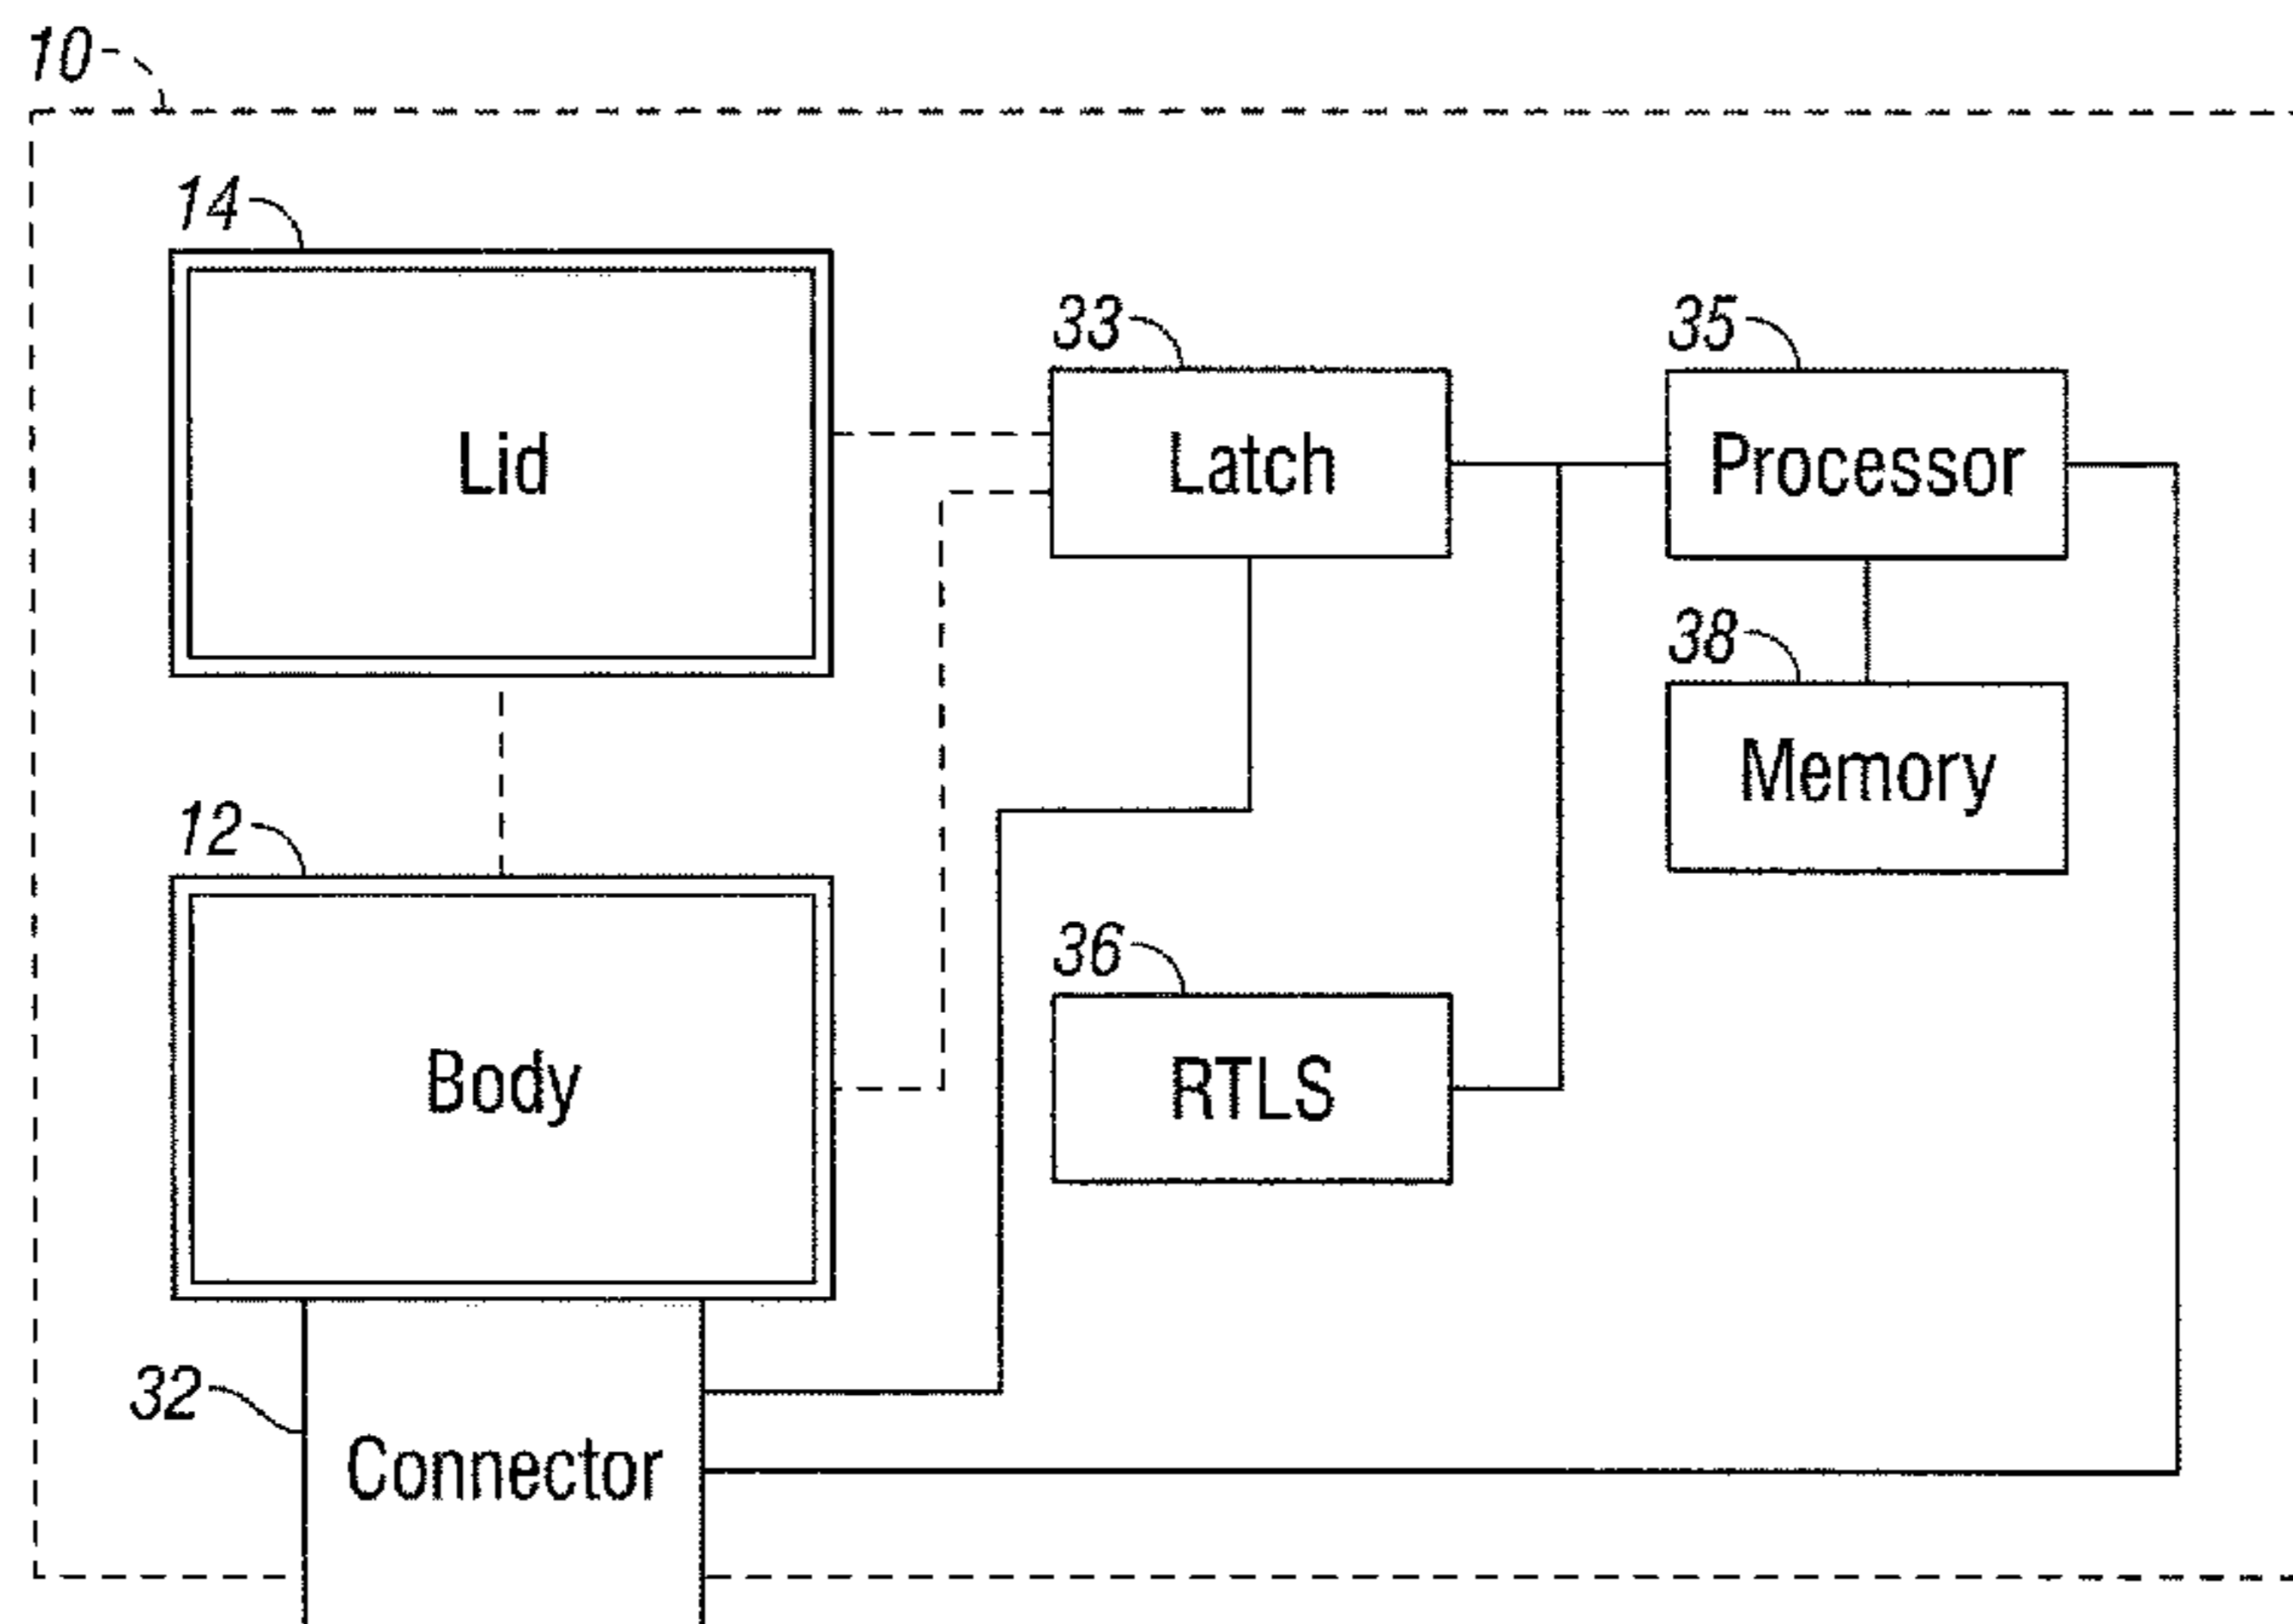 10
14
Lid
33
Latch
35
Processor
38
Memory
12
Body
36
RTLS
32
Connector